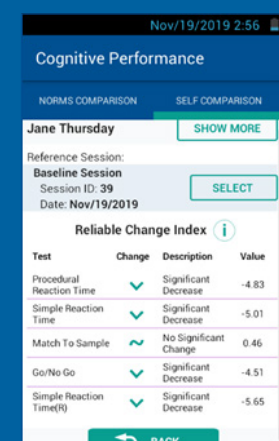 Nov/19/2019 2:56
Cognitive Performance
NORMS COMPARISON SELF COMPARISON
Jane Thursday SHOW MORE
Reference Session:
Baseline Session
Session ID: 39 SELECT
Date: Nov/19/2019
Reliable Change Index i
Test Change Description Value
Procedural Reaction Time Significant Decrease -4.83
Simple Reaction Time Significant Decrease -5.01
Match To Sample No Significant Change 0.46
Go/No Go Significant Decrease -4.51
Simple Reaction Time(R) Significant Decrease -5.65
BACK